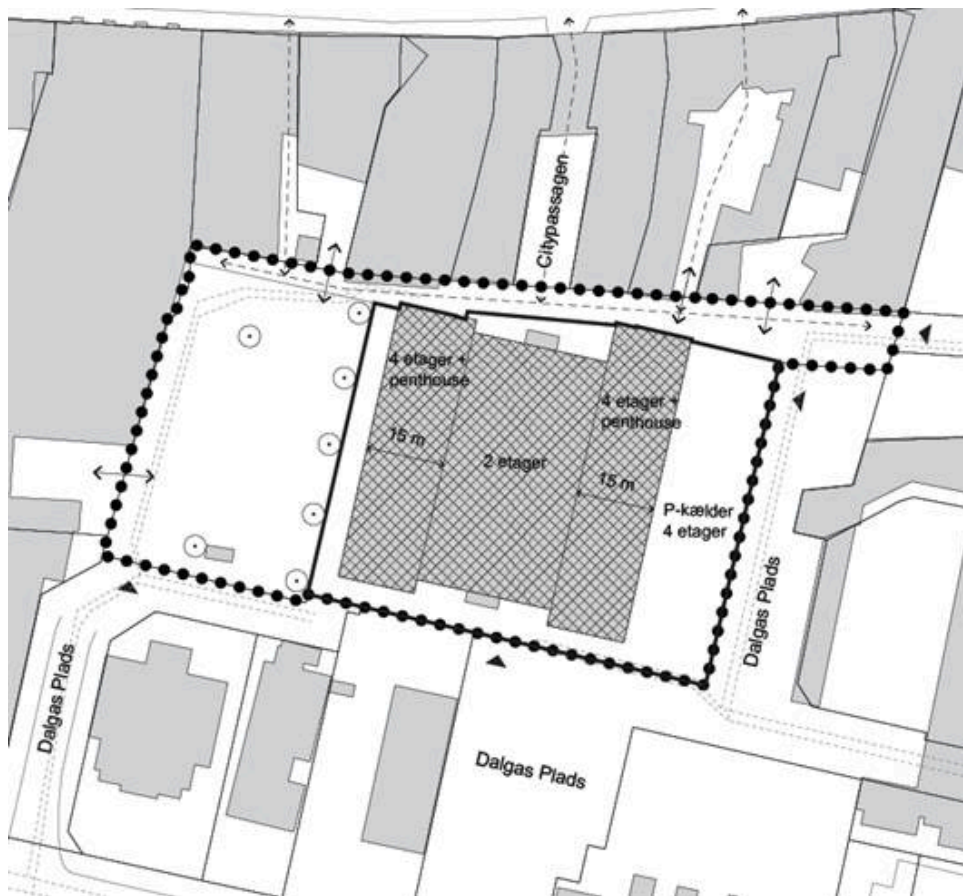 Citypassagen
4 etager +
penthouse
4 etager +
penthouse
15 m
2 etager
15 m
P-kælder
4 etager
Dalgas Plads
Dalgas Plads
Dalgas Plads